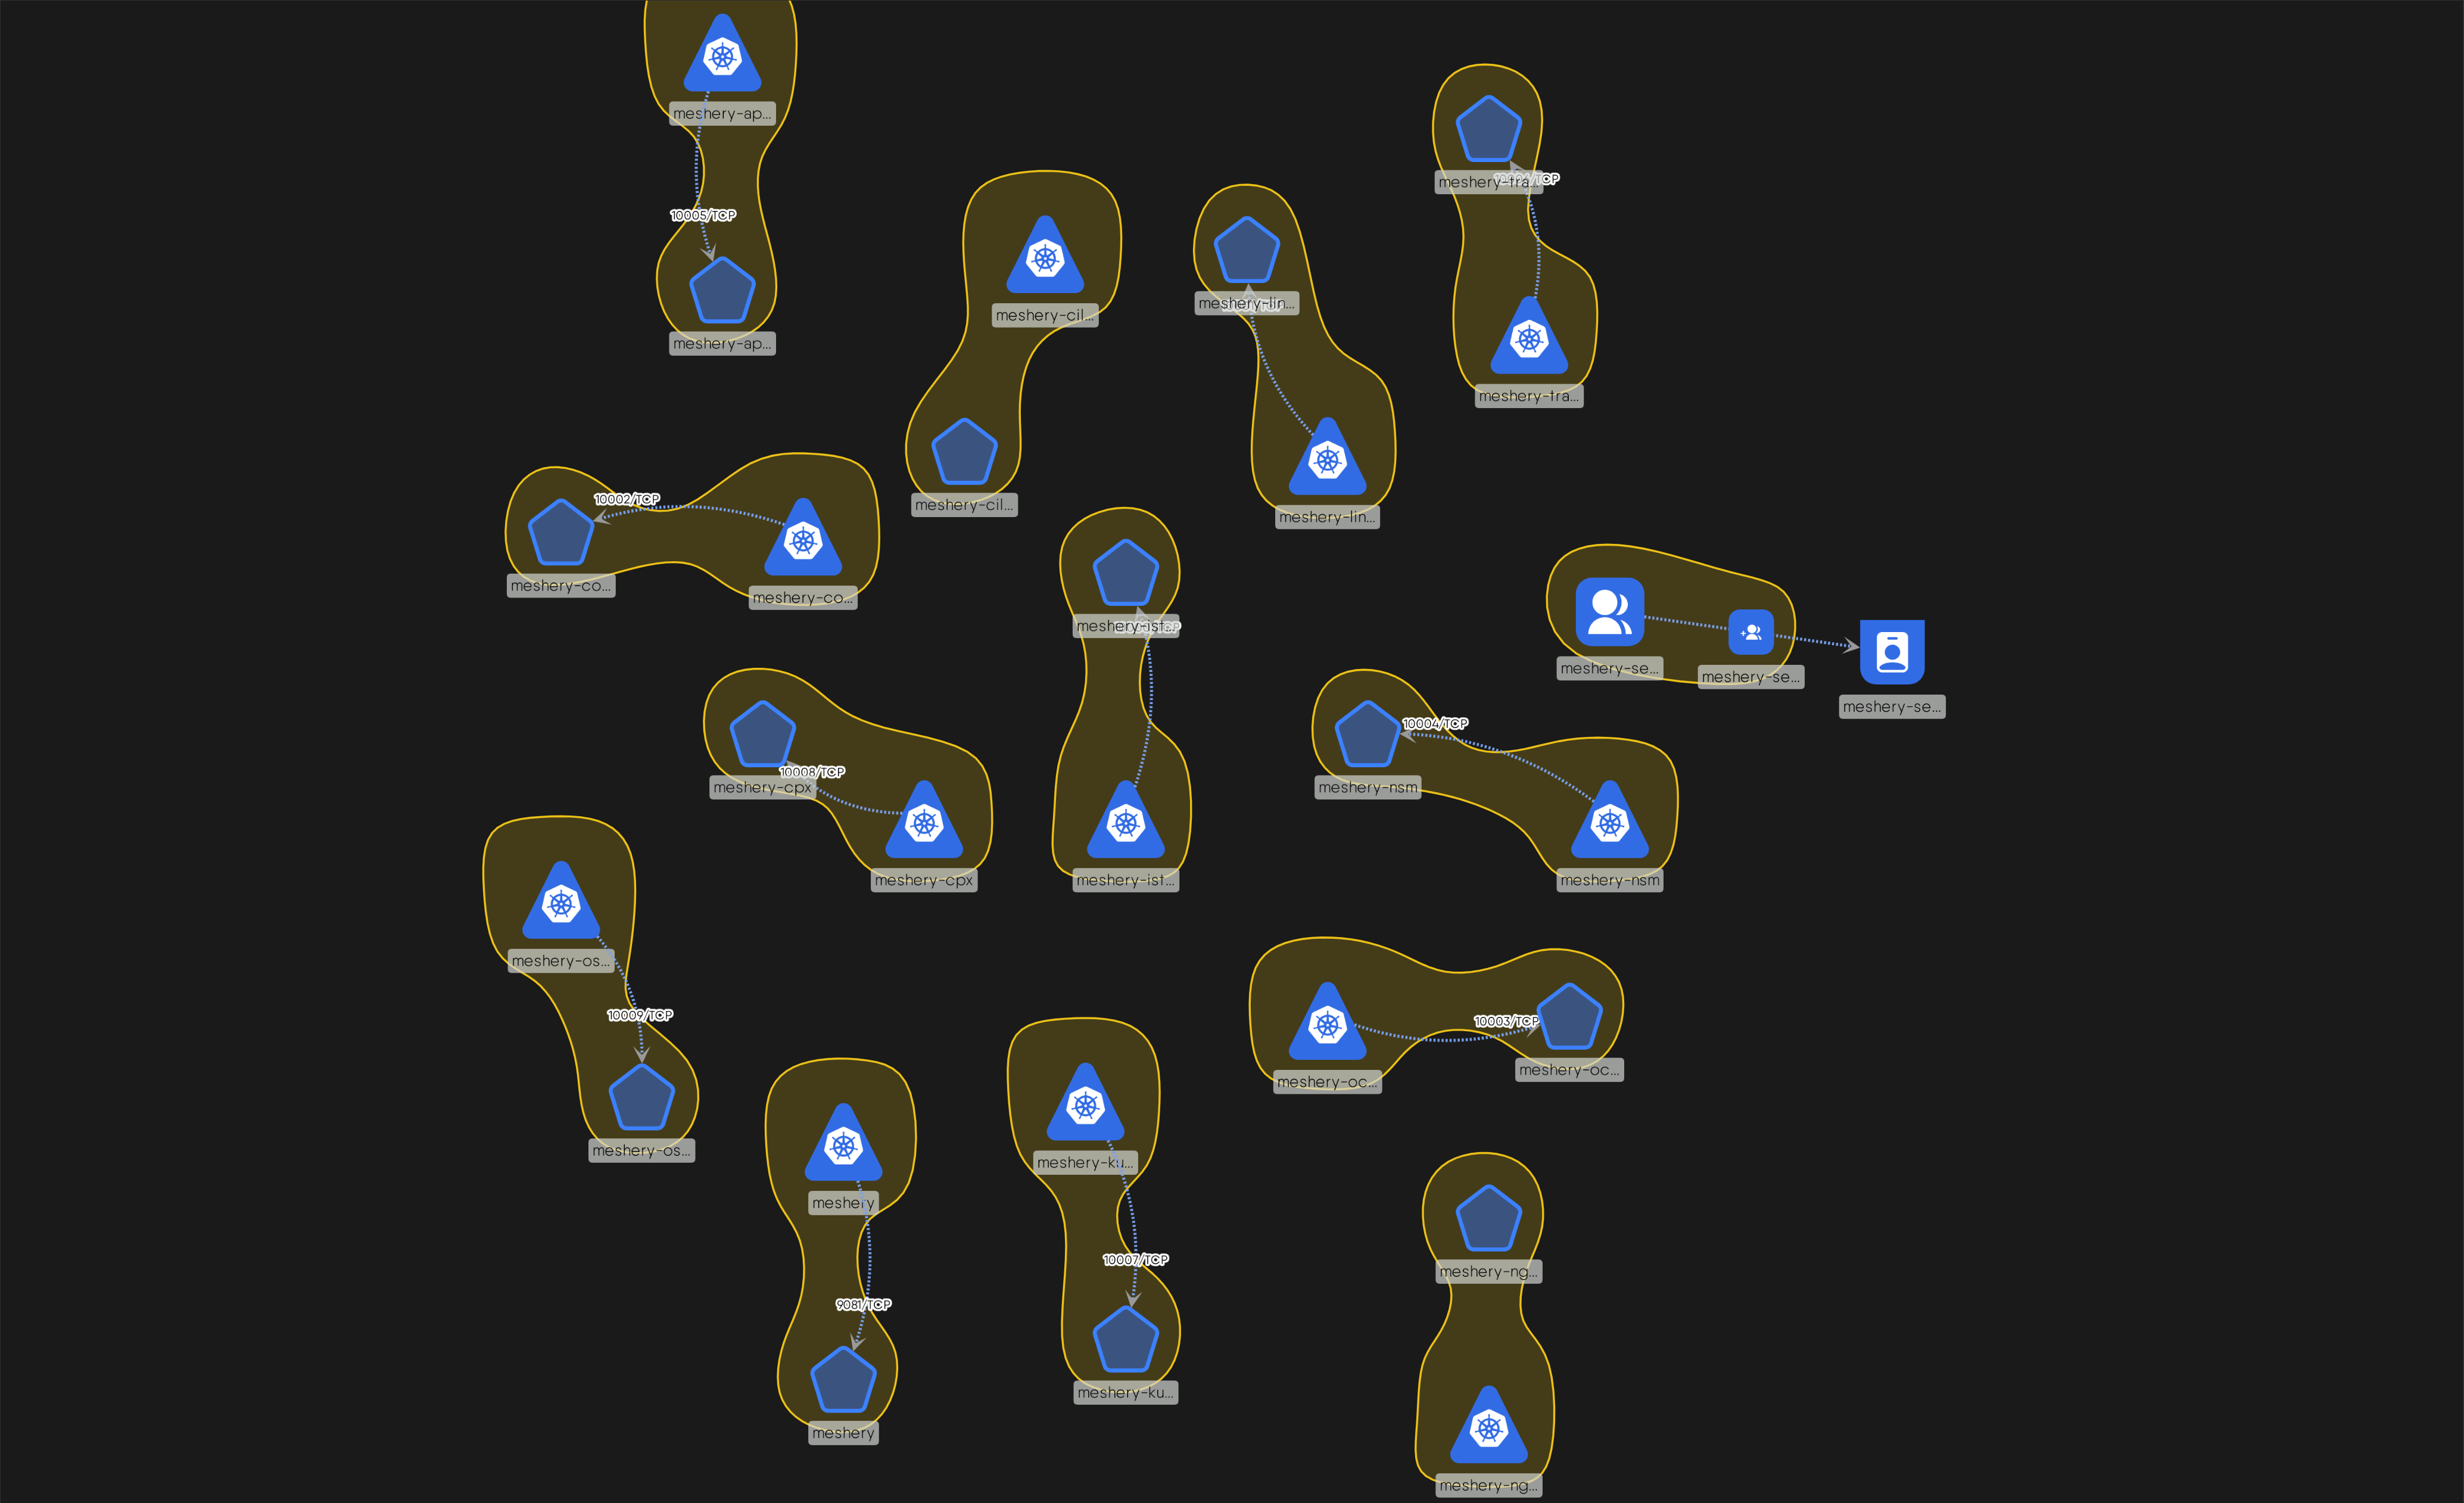 meshery-ap...
10005/TCP
meshery-ap...
meshery-tra...
meshery-tra...
meshery-cil...
meshery-cil...
meshery-lin...
meshery-lin...
10002/TCP
meshery-co...
meshery-co...
meshery-ist...
meshery-ist...
meshery-se...
meshery-se...
meshery-se...
10004/TCP
meshery-nsm
meshery-nsm
10008/TCP
meshery-cpx
meshery-cpx
meshery-os...
10009/TCP
meshery-os...
10003/TCP
meshery-oc...
meshery-oc...
meshery
9081/TCP
meshery
meshery-ku...
10007/TCP
meshery-ku...
meshery-ng...
meshery-ng...